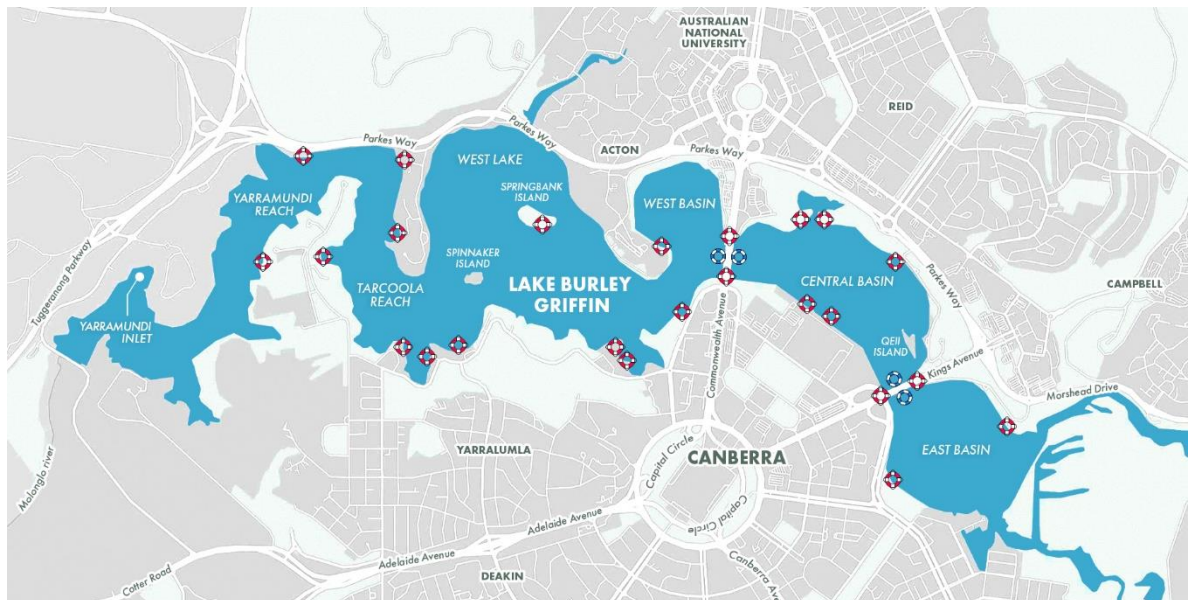 AUSTRALIAN
NATIONAL
UNIVERSITY
REID
Parkes Way
Parkes Way
ACTON
Parkes Way
WEST LAKE
SPRINGBANK
ISLAND
YARRAMUNDI
REACH
WEST BASIN
Tuggeranong Parkway
SPINNAKER
ISLAND
TARCOOLA
REACH
LAKE BURLEY
GRIFFIN
CENTRAL BASIN
Parkes Way
CAMPBELL
YARRAMUNDI
INLET
Commonwealth Avenue
QEII
ISLAND
Kings Avenue
Morshead Drive
YARRALUMLA
Capital Circle
CANBERRA
EAST BASIN
Molonglo river
Capital Circle
Adelaide Avenue
Adelaide Avenue
Canberra Ave
Cotter Road
DEAKIN